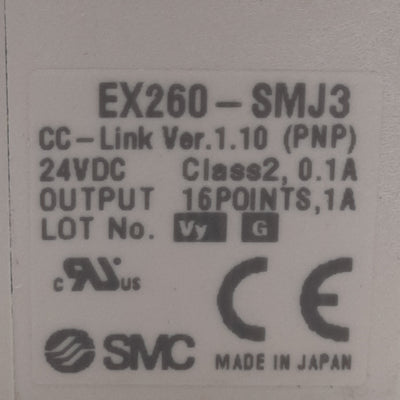 EX260-SMJ3
CC-Link Ver.1.10 (PNP)
24VDC Class2, 0.1A
OUTPUT 16POINTS,1A
LOT No. Vy G
c RU US CE
SMC MADE IN JAPAN